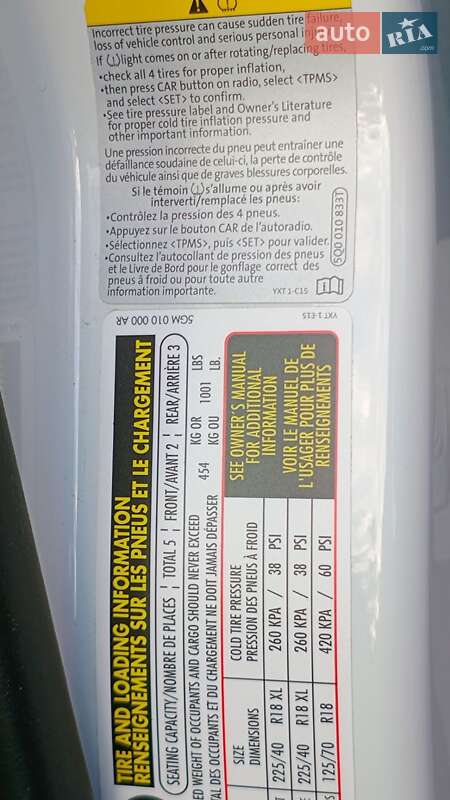 auto RIA .com
Incorrect tire pressure can cause sudden tire failure,
loss of vehicle control and serious personal
If (!) light comes on or after rotating/replacing tires,
•check all 4 tires for proper inflation,
•then press CAR button on radio, select <TPMS>
and select <SET> to confirm.
•See tire pressure label and Owner's Literature
for proper cold tire inflation pressure and
other important information.
Une pression incorrecte du pneu peut entraîner une
défaillance soudaine de celui-ci, la perte de contrôle
du véhicule ainsi que de graves blessures corporelles.
Si le témoin (!) s'allume ou après avoir
interverti/remplacé les pneus:
•Contrôlez la pression des 4 pneus.
•Appuyez sur le bouton CAR de l'autoradio.
•Sélectionnez <TPMS>, puis <SET> pour valider.
•Consultez l'autocollant de pression des pneus
et le Livre de Bord pour le gonflage correct des
pneus à froid ou pour toute autre
information importante.
YXT 1-C15
5Q0 010 833T
5GM 010 000 AR
YXT 1-E15
TIRE AND LOADING INFORMATION
RENSEIGNEMENTS SUR LES PNEUS ET LE CHARGEMENT
SEATING CAPACITY/NOMBRE DE PLACES ¦ TOTAL 5 ¦ FRONT/AVANT 2 ¦ REAR/ARRIÈRE 3
WEIGHT OF OCCUPANTS AND CARGO SHOULD NEVER EXCEED 454 KG OR 1001 LBS
DES OCCUPANTS ET DU CHARGEMENT NE DOIT JAMAIS DÉPASSER KG OU LB.
SIZE
DIMENSIONS
COLD TIRE PRESSURE
PRESSION DES PNEUS À FROID
225/40 R18 XL 260 KPA / 38 PSI
225/40 R18 XL 260 KPA / 38 PSI
125/70 R18 420 KPA / 60 PSI
SEE OWNER'S MANUAL
FOR ADDITIONAL
INFORMATION
VOIR LE MANUEL DE
L'USAGER POUR PLUS DE
RENSEIGNEMENTS